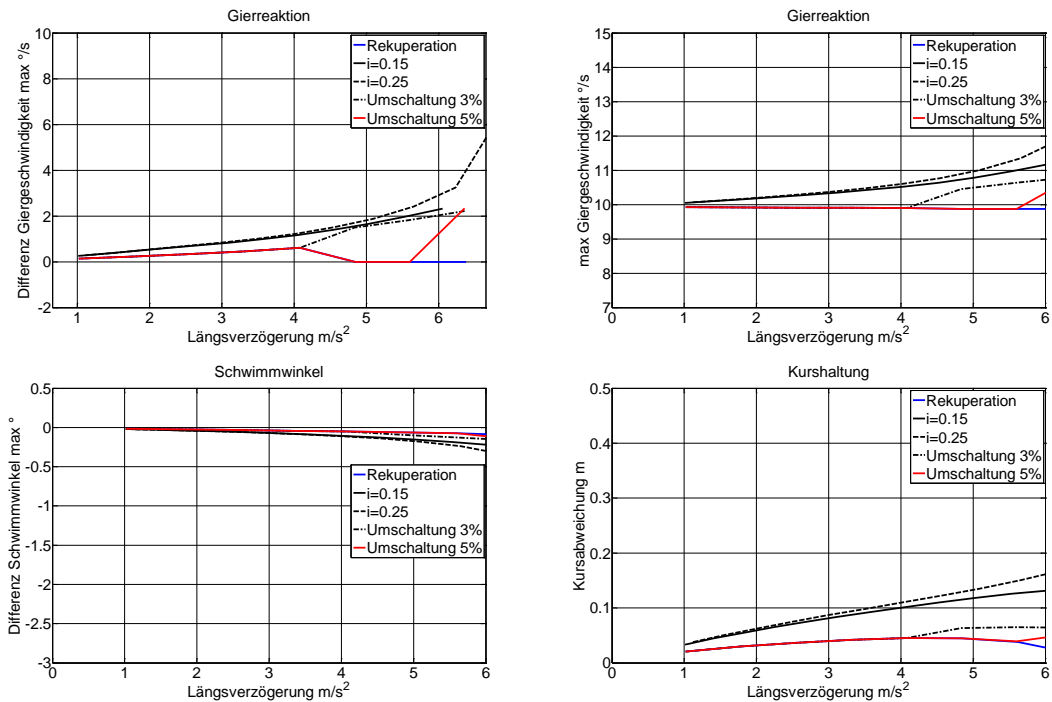 Gierreaktion
Differenz Giergeschwindigkeit max °/s
10
8
6
4
2
0
-2
1
2
3
4
5
6
Längsverzögerung m/s²
Rekuperation
i=0.15
i=0.25
Umschaltung 3%
Umschaltung 5%
Gierreaktion
max Giergeschwindigkeit °/s
15
14
13
12
11
10
9
8
7
0
1
2
3
4
5
6
Längsverzögerung m/s²
Rekuperation
i=0.15
i=0.25
Umschaltung 3%
Umschaltung 5%
Schwimmwinkel
Differenz Schwimmwinkel max °
0.5
0
-0.5
-1
-1.5
-2
-2.5
-3
0
1
2
3
4
5
6
Längsverzögerung m/s²
Rekuperation
i=0.15
i=0.25
Umschaltung 3%
Umschaltung 5%
Kurshaltung
Kursabweichung m
0.5
0.4
0.3
0.2
0.1
0
0
1
2
3
4
5
6
Längsverzögerung m/s²
Rekuperation
i=0.15
i=0.25
Umschaltung 3%
Umschaltung 5%